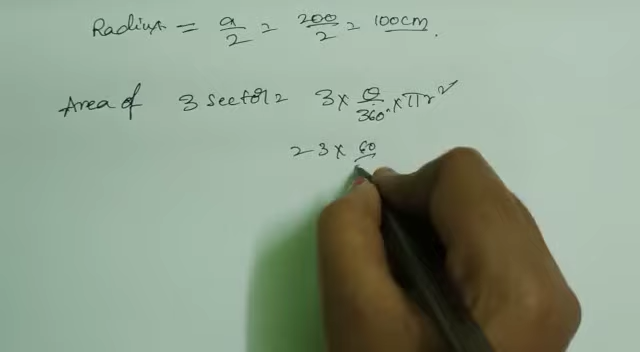 Radius = a/2 = 200/2 = 100cm.
Area of 3 sector = 3 × θ/360° × πr²
= 3 × 60